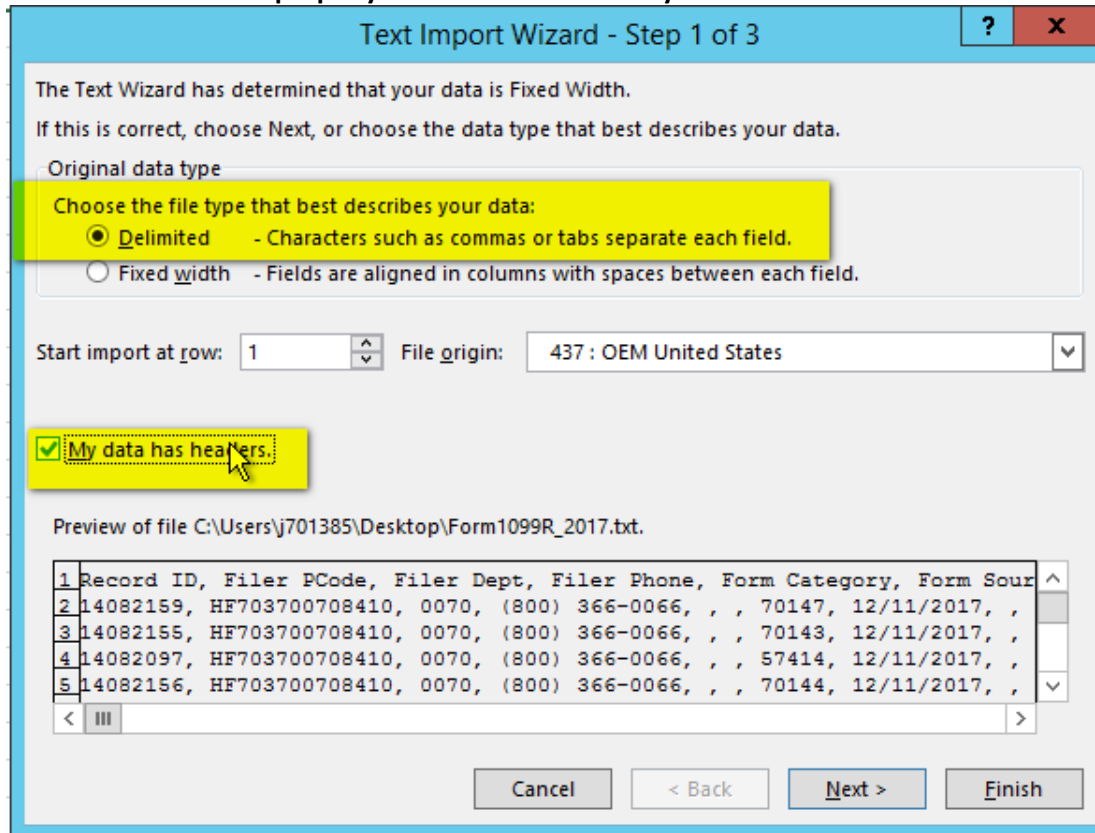 Text Import Wizard - Step 1 of 3
? x
The Text Wizard has determined that your data is Fixed Width.
If this is correct, choose Next, or choose the data type that best describes your data.
Original data type
Choose the file type that best describes your data:
Delimited - Characters such as commas or tabs separate each field.
Fixed width - Fields are aligned in columns with spaces between each field.
Start import at row: 1 File origin: 437 : OEM United States
My data has headers.
Preview of file C:\Users\j701385\Desktop\Form1099R_2017.txt.
1 Record ID, Filer PCode, Filer Dept, Filer Phone, Form Category, Form Sour
2 14082159, HF703700708410, 0070, (800) 366-0066, , , 70147, 12/11/2017, ,
3 14082155, HF703700708410, 0070, (800) 366-0066, , , 70143, 12/11/2017, ,
4 14082097, HF703700708410, 0070, (800) 366-0066, , , 57414, 12/11/2017, ,
5 14082156, HF703700708410, 0070, (800) 366-0066, , , 70144, 12/11/2017, ,
Cancel < Back Next > Finish